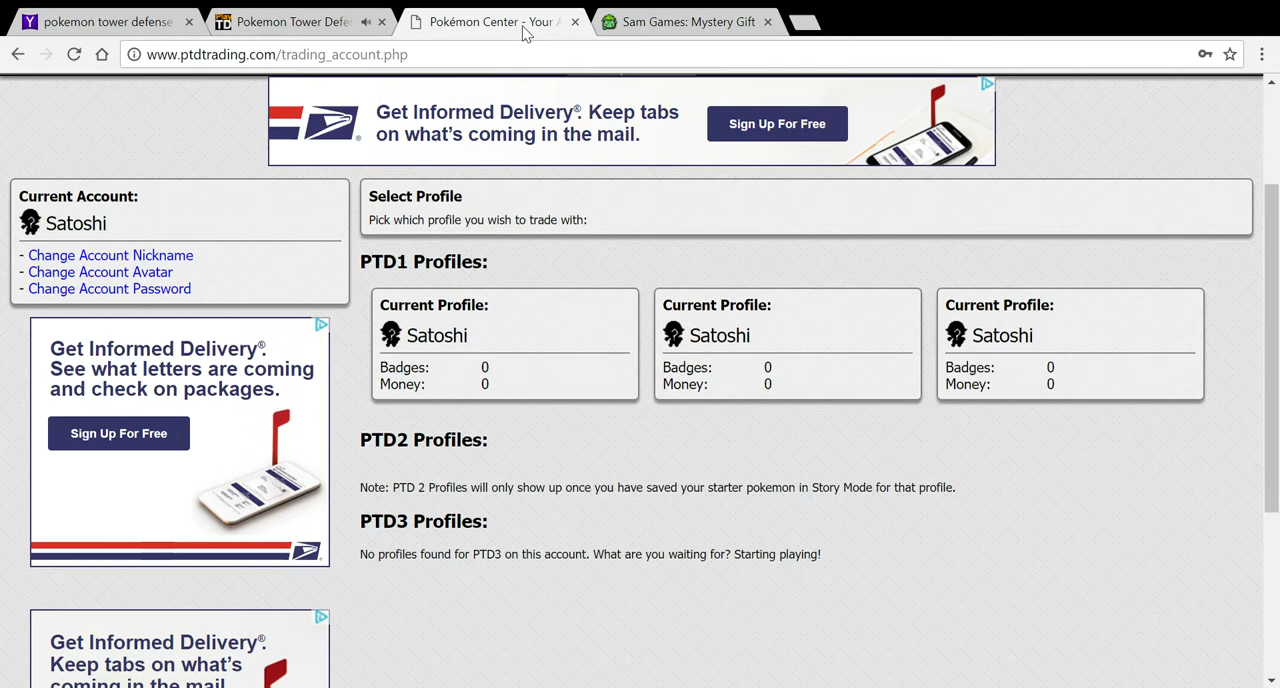 pokemon tower defense
Pokemon Tower Defe
Pokémon Center - Your A
Sam Games: Mystery Gift
www.ptdtrading.com/trading_account.php
Get Informed Delivery®. Keep tabs
on what's coming in the mail.
Sign Up For Free
Current Account:
Satoshi
- Change Account Nickname
- Change Account Avatar
- Change Account Password
Select Profile
Pick which profile you wish to trade with:
PTD1 Profiles:
Current Profile:
Satoshi
Badges: 0
Money: 0
Current Profile:
Satoshi
Badges: 0
Money: 0
Current Profile:
Satoshi
Badges: 0
Money: 0
Get Informed Delivery®.
See what letters are coming
and check on packages.
Sign Up For Free
PTD2 Profiles:
Note: PTD 2 Profiles will only show up once you have saved your starter pokemon in Story Mode for that profile.
PTD3 Profiles:
No profiles found for PTD3 on this account. What are you waiting for? Starting playing!
Get Informed Delivery®.
Keep tabs on what's
coming in the mail